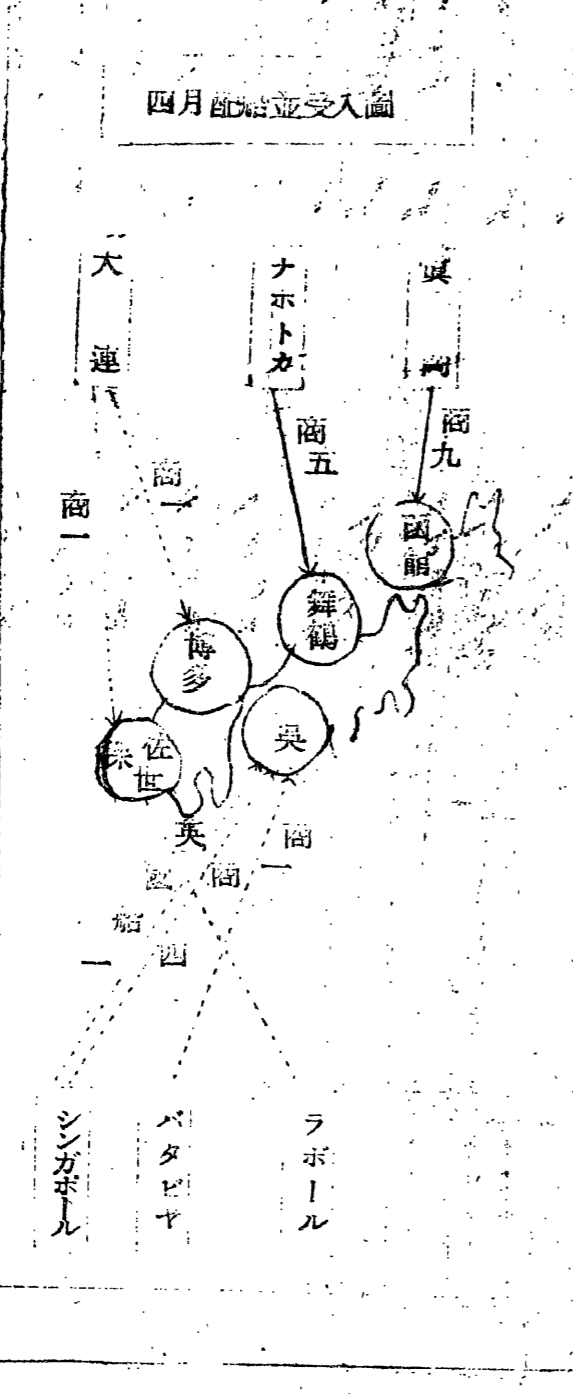 四月配船並受入圖
眞岡
ナホトカ
大連
商九
商五
商一
商一
函館
舞鶴
博多
呉
佐世保
商一
商四
英
船一
ラボール
バタビヤ
シンガポール